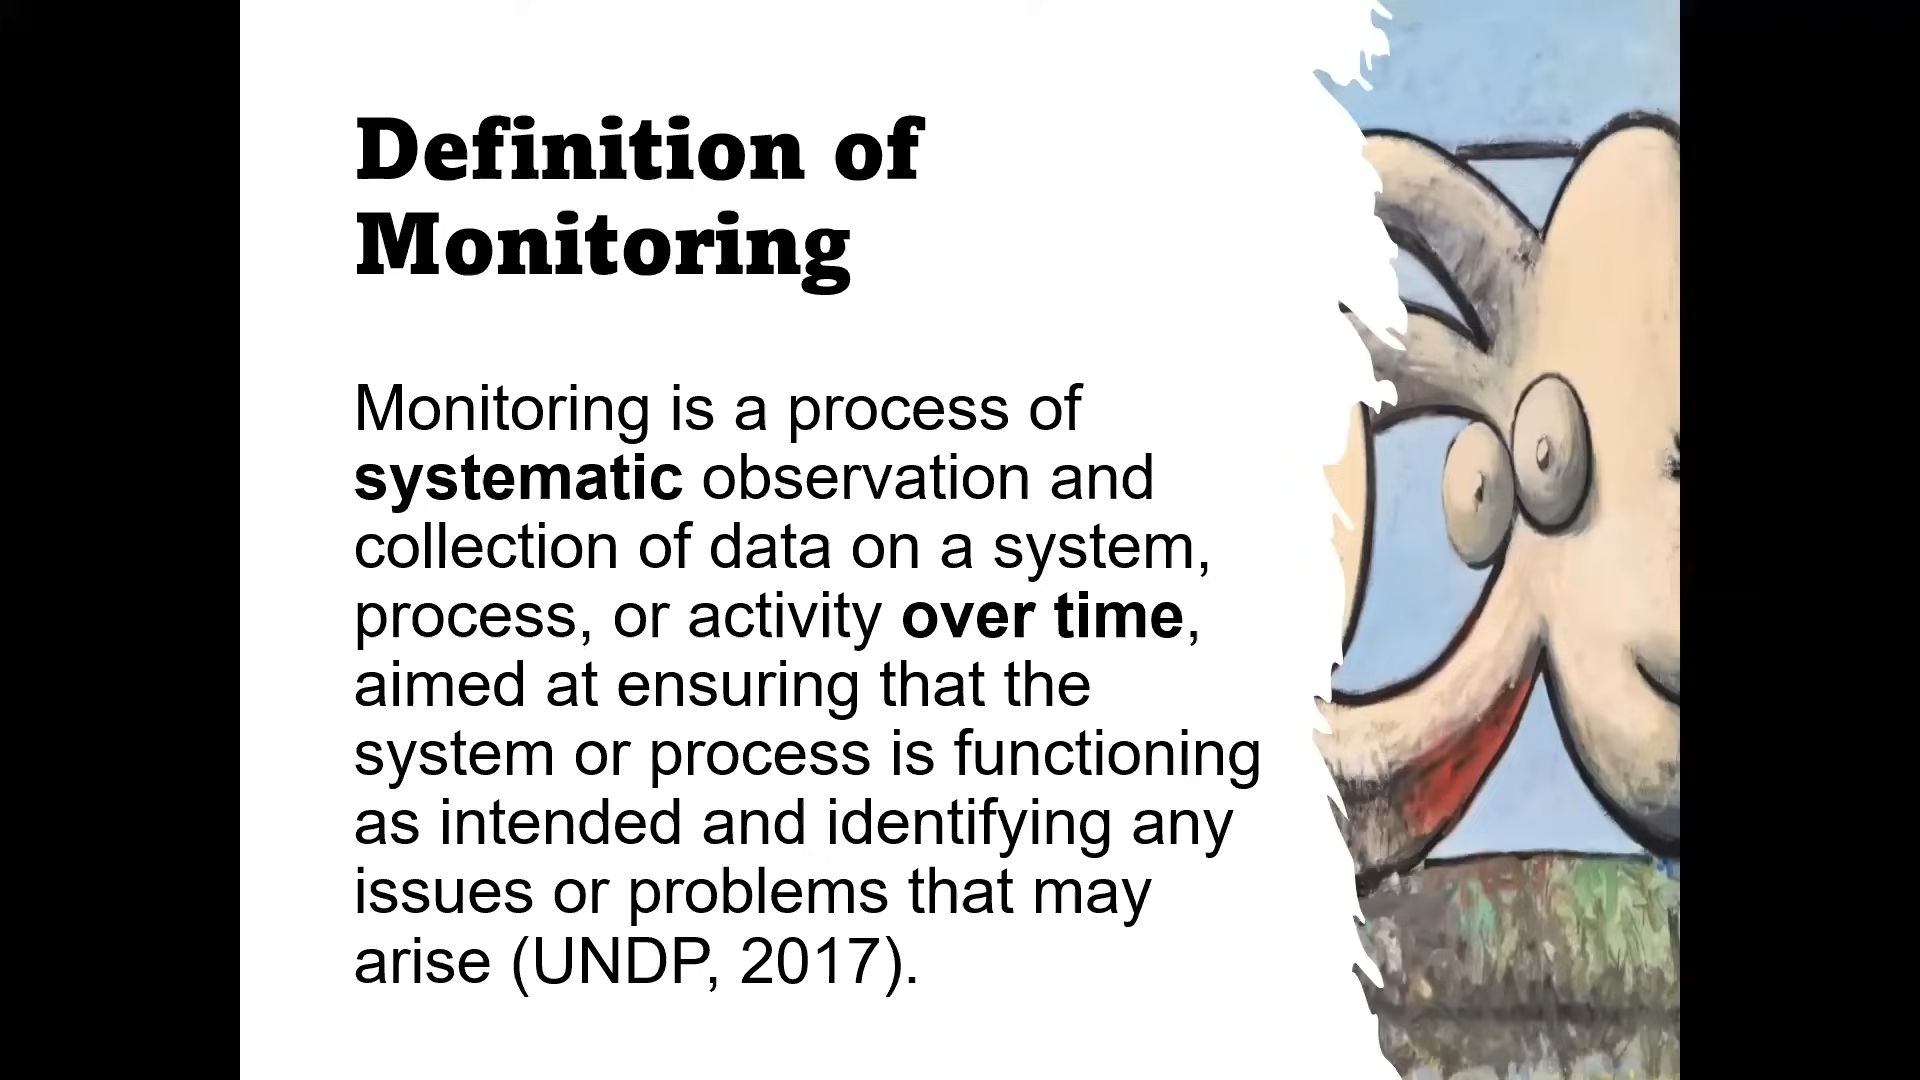 Definition of
Monitoring
Monitoring is a process of
systematic observation and
collection of data on a system,
process, or activity over time,
aimed at ensuring that the
system or process is functioning
as intended and identifying any
issues or problems that may
arise (UNDP, 2017).